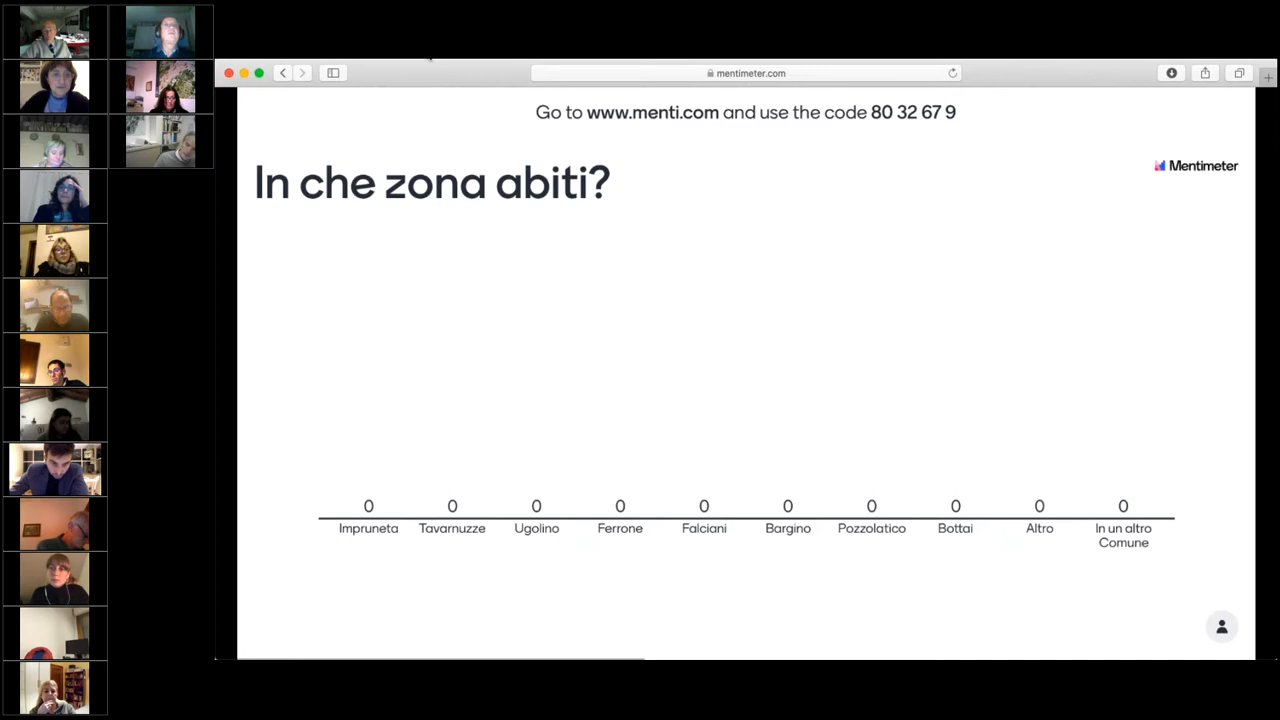 mentimeter.com
Go to www.menti.com and use the code 80 32 67 9
In che zona abiti?
Mentimeter
0 0 0 0 0 0 0 0 0 0
Impruneta Tavarnuzze Ugolino Ferrone Falciani Bargino Pozzolatico Bottai Altro In un altro
Comune